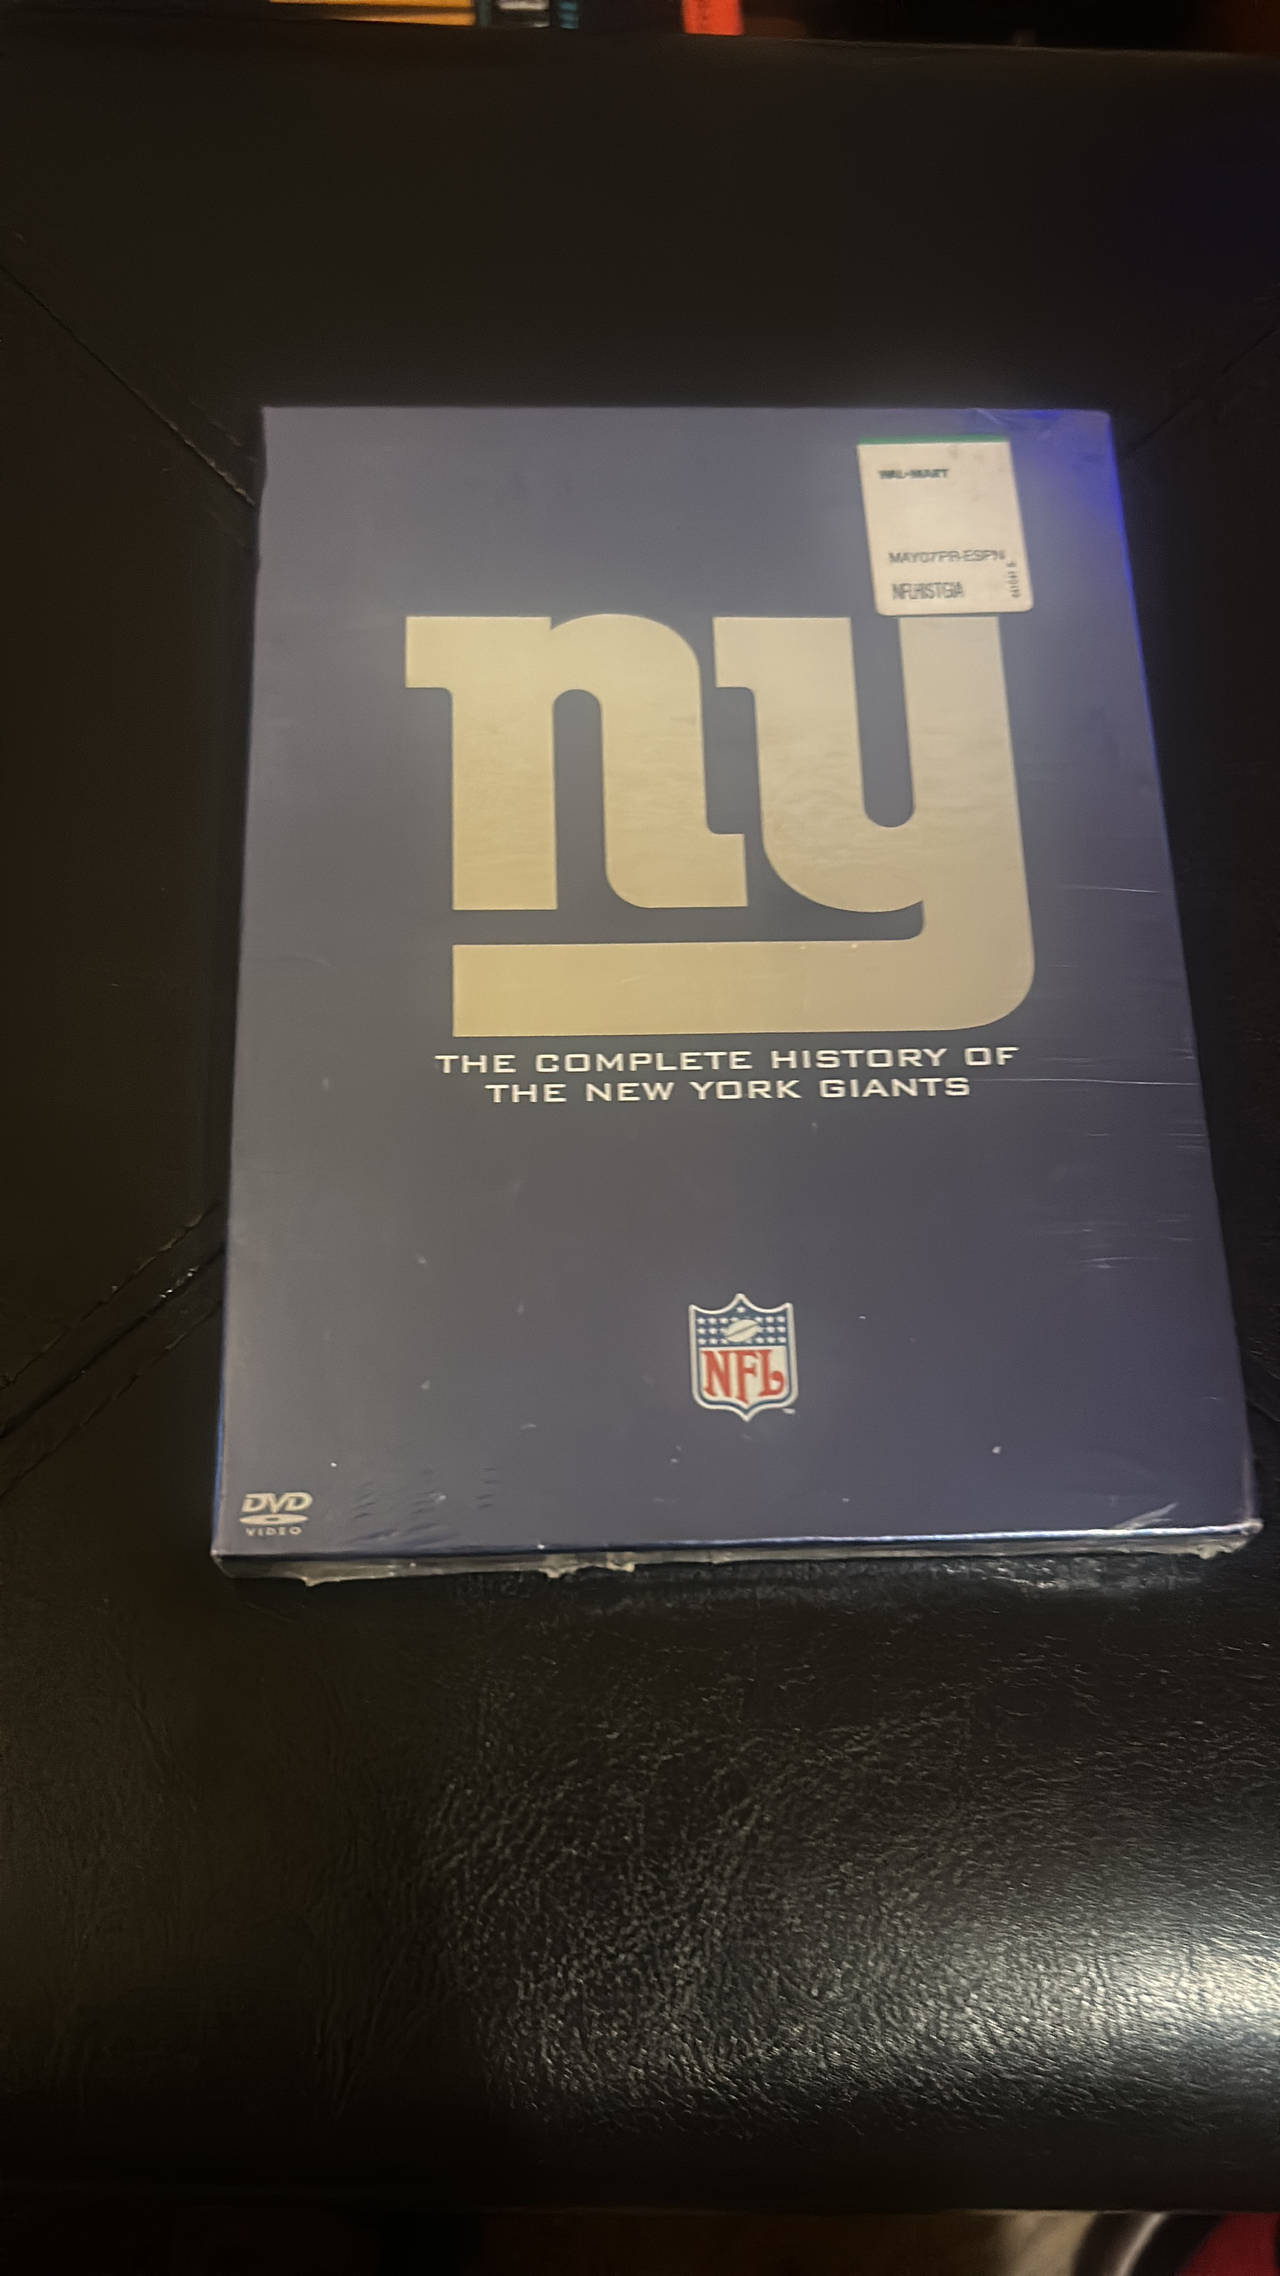 WAL-MART
MAY07PR-ESPN
NFLHISTGIA
ny
THE COMPLETE HISTORY OF
THE NEW YORK GIANTS
NFL
DVD
VIDEO